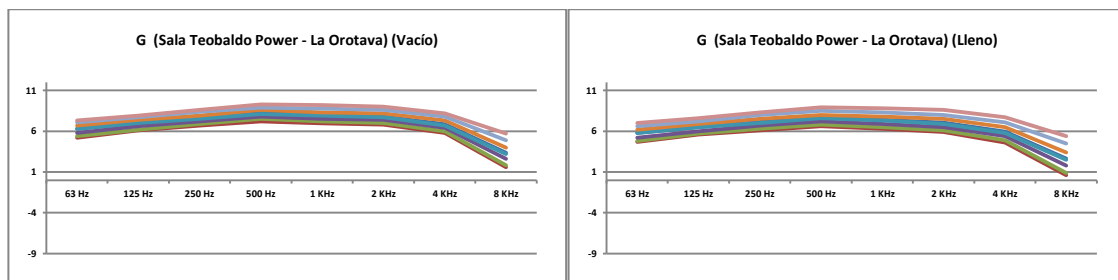 G (Sala Teobaldo Power - La Orotava) (Vacío)
11
6
1
63 Hz 125 Hz 250 Hz 500 Hz 1 KHz 2 KHz 4 KHz 8 KHz
-4
-9
G (Sala Teobaldo Power - La Orotava) (Lleno)
11
6
1
63 Hz 125 Hz 250 Hz 500 Hz 1 KHz 2 KHz 4 KHz 8 KHz
-4
-9